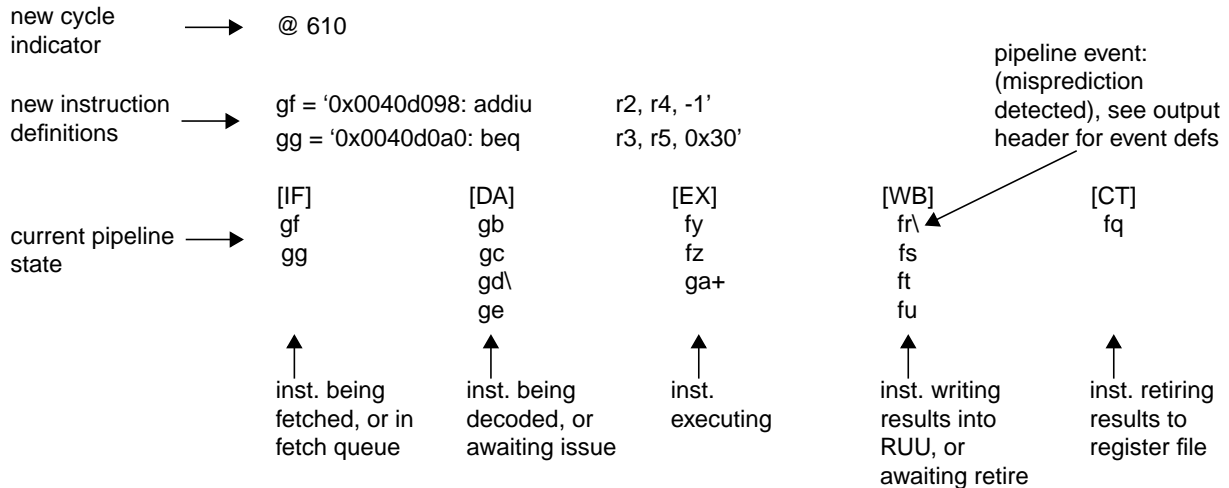 new cycle
indicator
@ 610
pipeline event:
(misprediction
detected), see output
header for event defs
new instruction
definitions
gf = ‘0x0040d098: addiu r2, r4, -1’
gg = ‘0x0040d0a0: beq r3, r5, 0x30’
current pipeline
state
[IF] [DA] [EX] [WB] [CT]
gf gb fy fr\ fq
gg gc fz fs
gd\ ga+ ft
ge fu
inst. being
fetched, or in
fetch queue
inst. being
decoded, or
awaiting issue
inst.
executing
inst. writing
results into
RUU, or
awaiting retire
inst. retiring
results to
register file